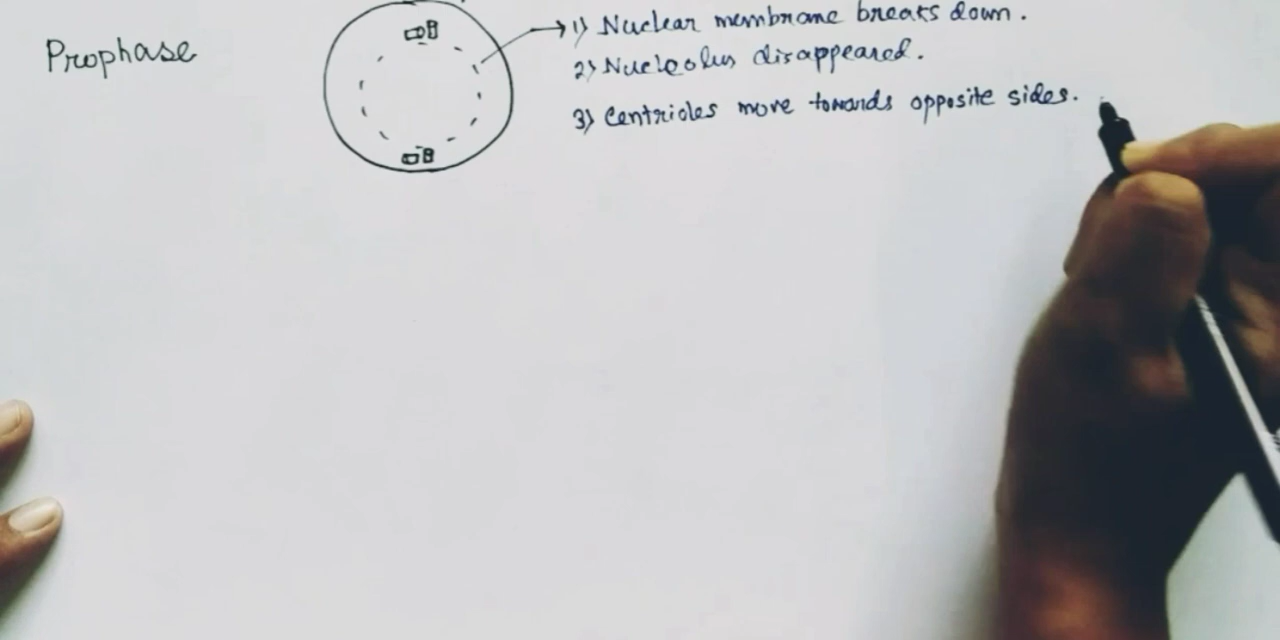 Prophase
1) Nuclear membrane breaks down.
2) Nucleolus disappeared.
3) Centrioles move towards opposite sides.